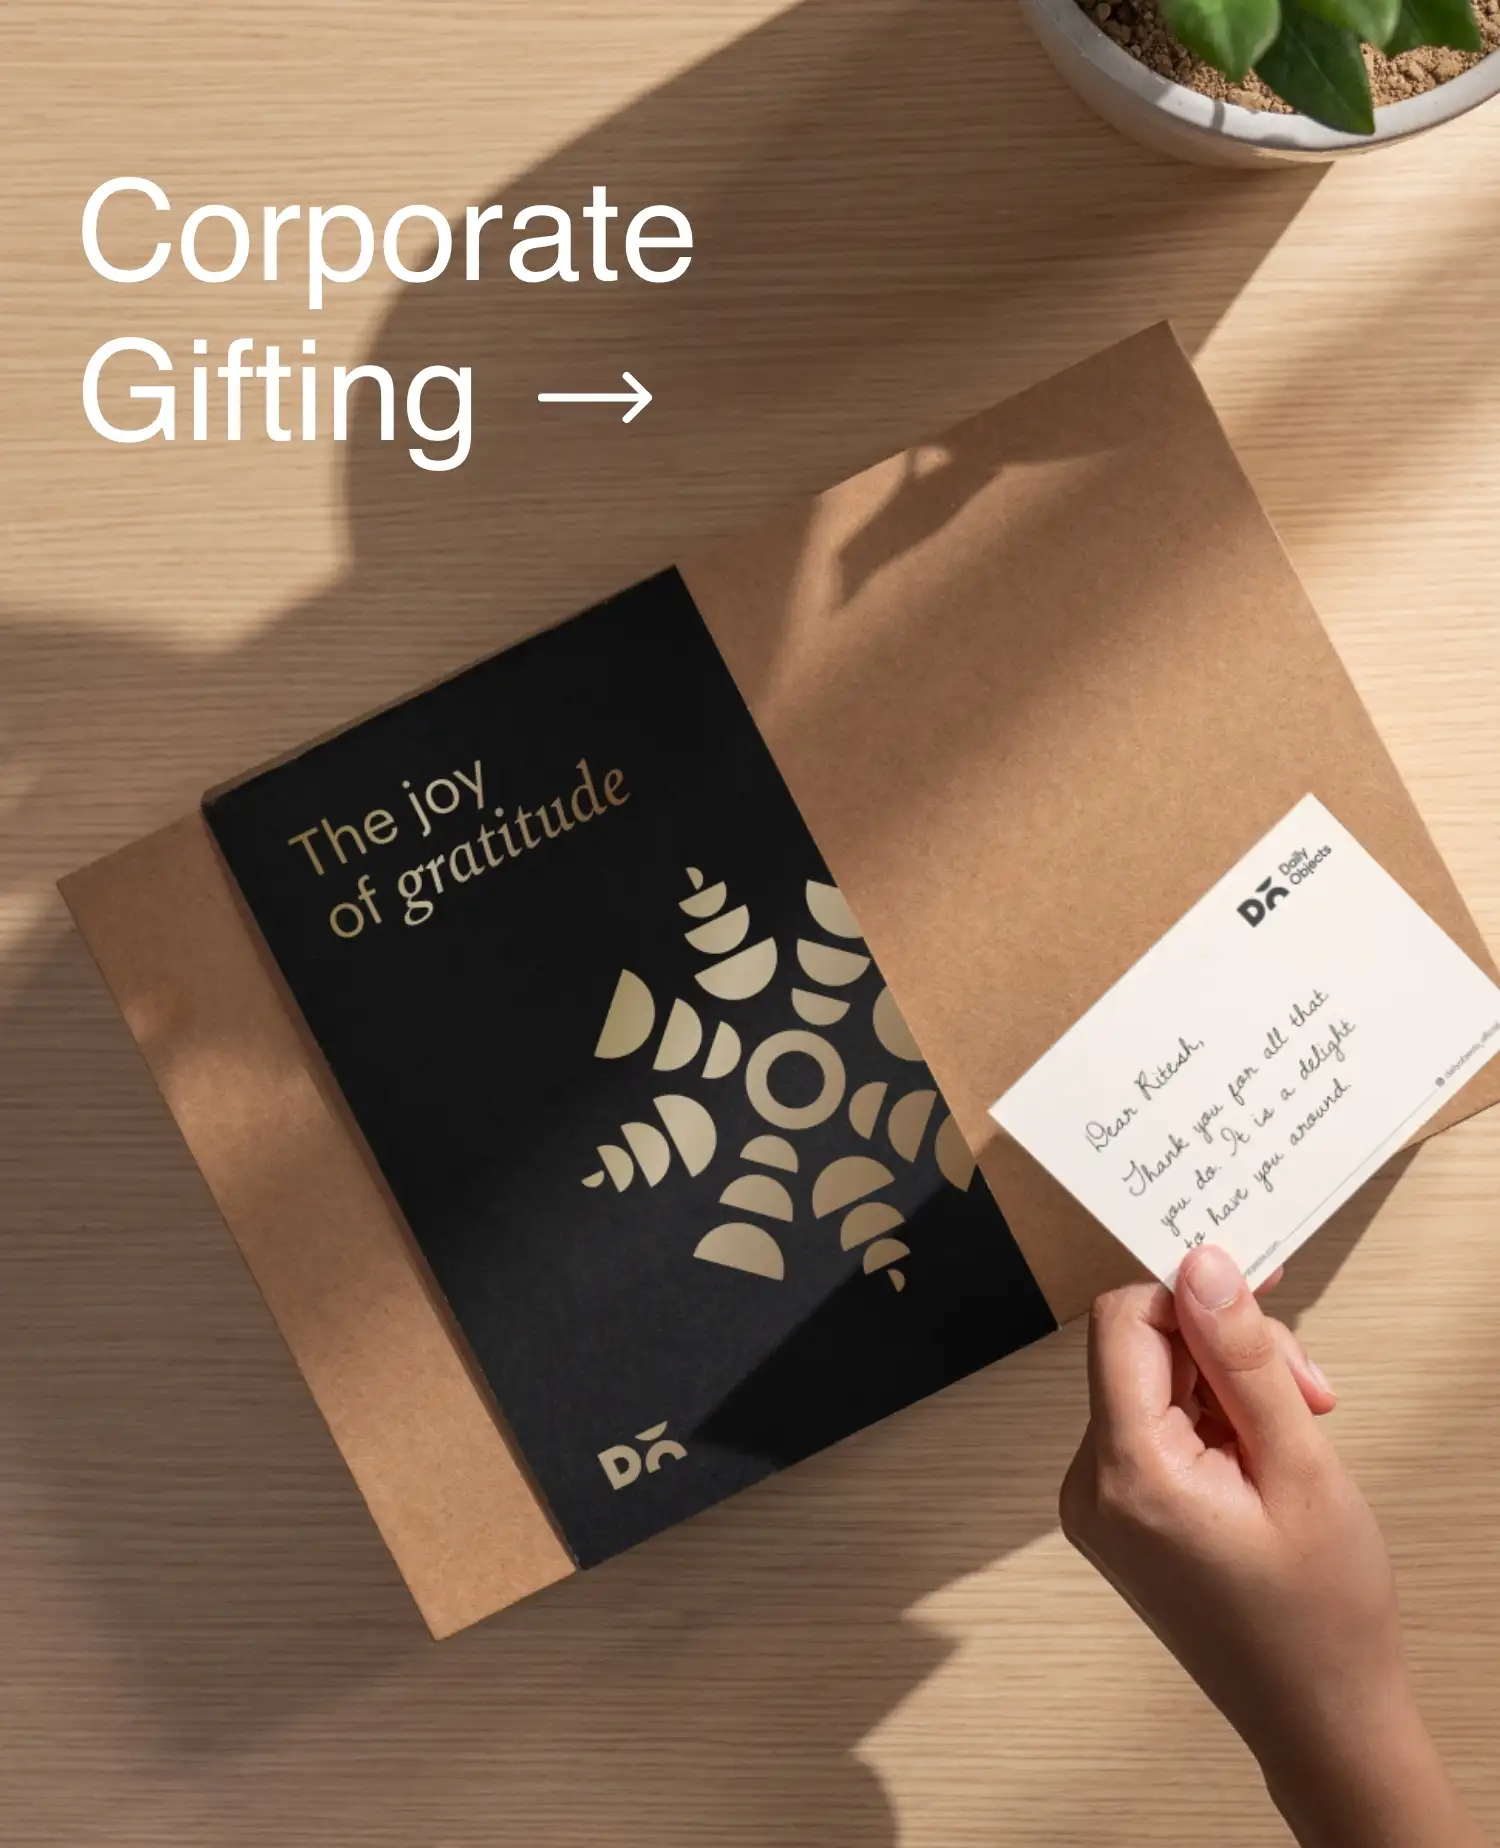 Corporate
Gifting →
The joy
of gratitude
Daily
Objects
Dear Ritesh,
Thank you for all that
you do. It is a delight
to have you around.